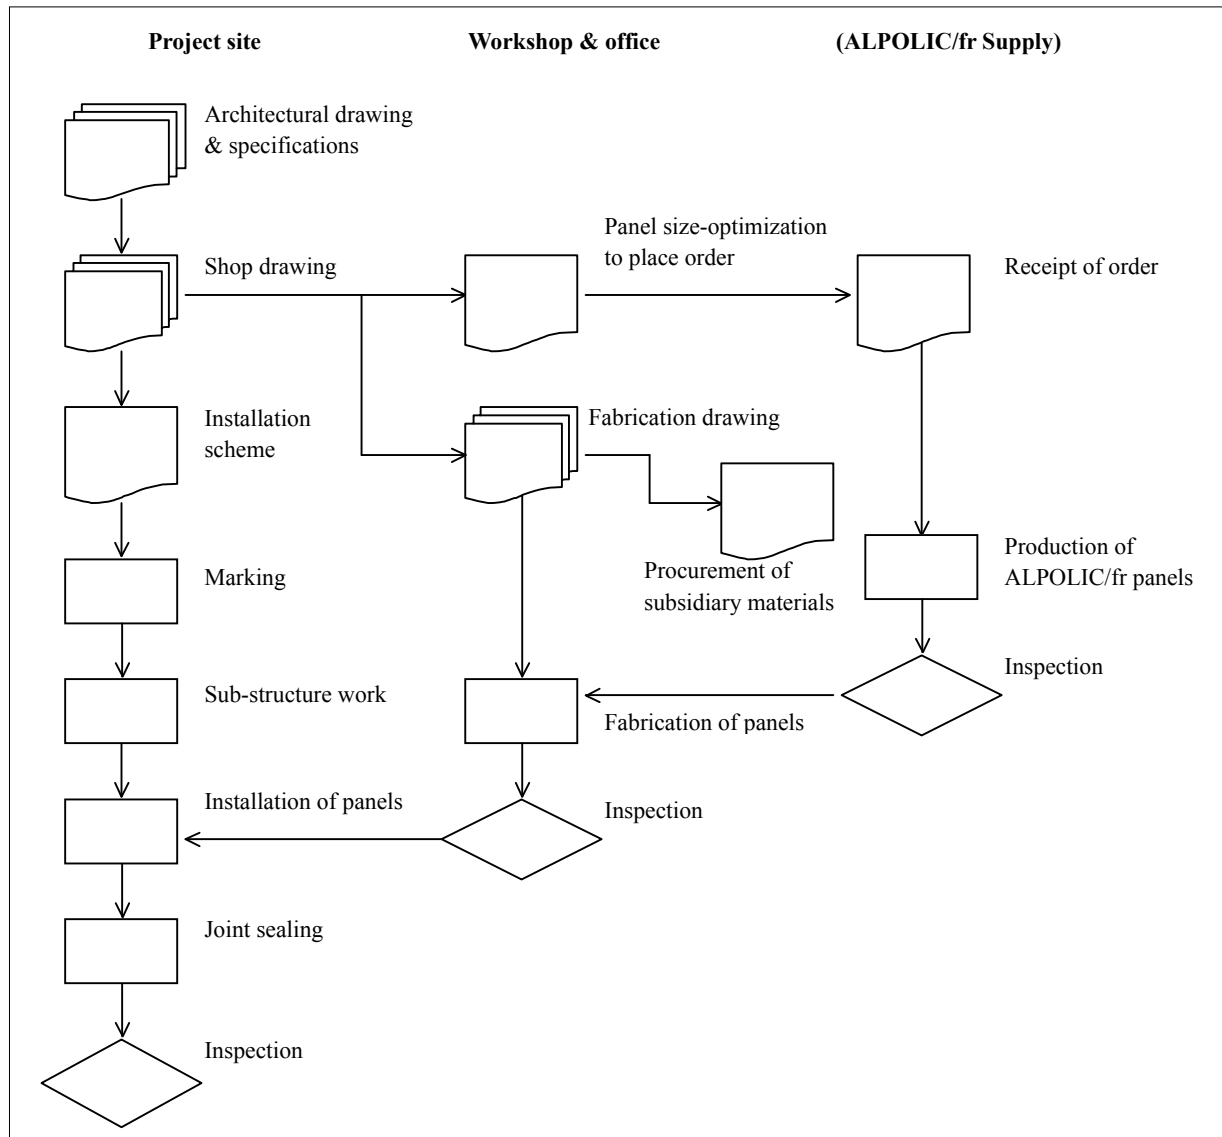 Project site
Workshop & office
(ALPOLIC/fr Supply)
Architectural drawing
& specifications
Panel size-optimization
to place order
Shop drawing
Receipt of order
Installation
scheme
Fabrication drawing
Production of
ALPOLIC/fr panels
Marking
Procurement of
subsidiary materials
Inspection
Sub-structure work
Fabrication of panels
Installation of panels
Inspection
Joint sealing
Inspection